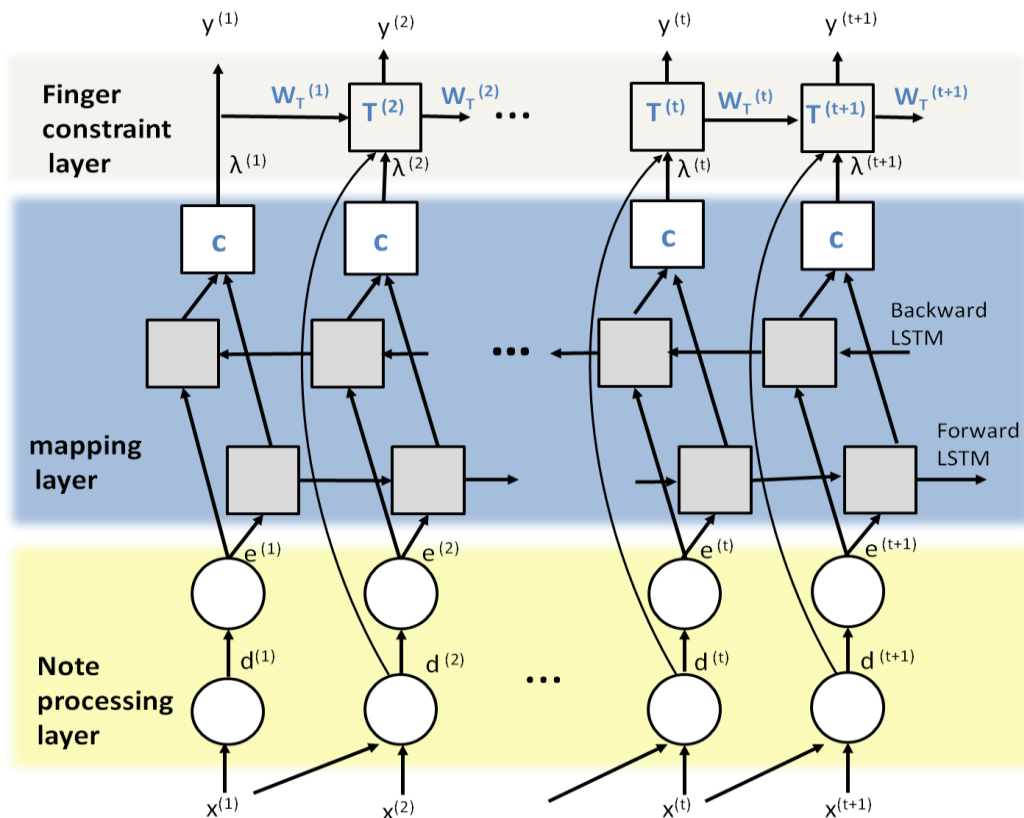 y(1) y(2) y(t) y(t+1)
Finger
constraint
layer
WT(1) T(2) WT(2) ... T(t) WT(t) T(t+1) WT(t+1)
λ(1) λ(2) λ(t) λ(t+1)
c c c c
Backward
LSTM
...
mapping
layer
Forward
LSTM
e(1) e(2) e(t) e(t+1)
Note
processing
layer
d(1) d(2) ... d(t) d(t+1)
x(1) x(2) x(t) x(t+1)